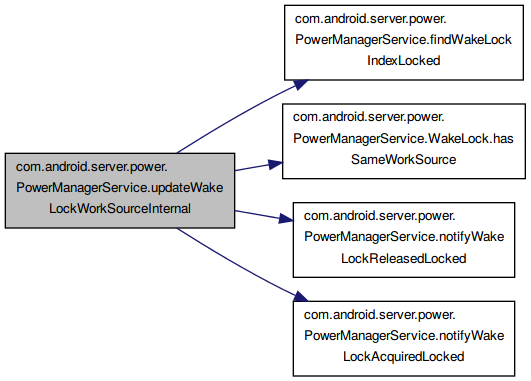 com.android.server.power.
PowerManagerService.findWakeLock
IndexLocked
com.android.server.power.
PowerManagerService.WakeLock.has
SameWorkSource
com.android.server.power.
PowerManagerService.updateWake
LockWorkSourceInternal
com.android.server.power.
PowerManagerService.notifyWake
LockReleasedLocked
com.android.server.power.
PowerManagerService.notifyWake
LockAcquiredLocked